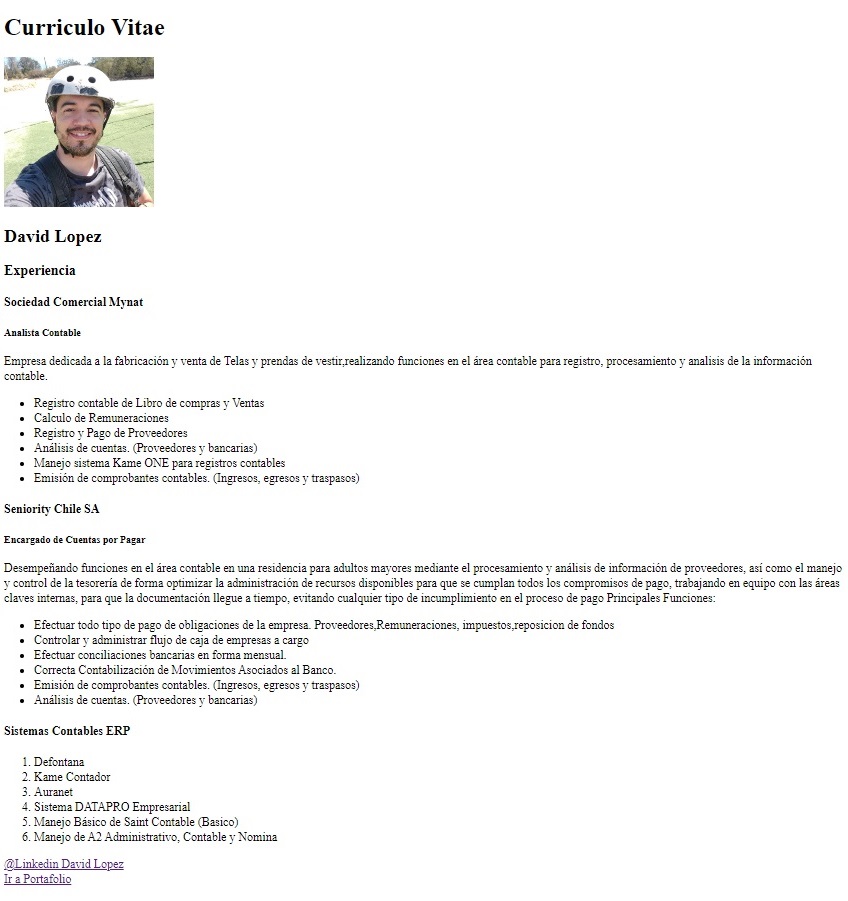 Curriculo Vitae
David Lopez
Experiencia
Sociedad Comercial Mynat
Analista Contable
Empresa dedicada a la fabricación y venta de Telas y prendas de vestir,realizando funciones en el área contable para registro, procesamiento y analisis de la información
contable.
Registro contable de Libro de compras y Ventas
Calculo de Remuneraciones
Registro y Pago de Proveedores
Análisis de cuentas. (Proveedores y bancarias)
Manejo sistema Kame ONE para registros contables
Emisión de comprobantes contables. (Ingresos, egresos y traspasos)
Seniority Chile SA
Encargado de Cuentas por Pagar
Desempeñando funciones en el área contable en una residencia para adultos mayores mediante el procesamiento y análisis de información de proveedores, así como el manejo
y control de la tesorería de forma optimizar la administración de recursos disponibles para que se cumplan todos los compromisos de pago, trabajando en equipo con las áreas
claves internas, para que la documentación llegue a tiempo, evitando cualquier tipo de incumplimiento en el proceso de pago Principales Funciones:
Efectuar todo tipo de pago de obligaciones de la empresa. Proveedores,Remuneraciones, impuestos,reposicion de fondos
Controlar y administrar flujo de caja de empresas a cargo
Efectuar conciliaciones bancarias en forma mensual.
Correcta Contabilización de Movimientos Asociados al Banco.
Emisión de comprobantes contables. (Ingresos, egresos y traspasos)
Análisis de cuentas. (Proveedores y bancarias)
Sistemas Contables ERP
1. Defontana
2. Kame Contador
3. Auranet
4. Sistema DATAPRO Empresarial
5. Manejo Básico de Saint Contable (Basico)
6. Manejo de A2 Administrativo, Contable y Nomina
@Linkedin David Lopez
Ir a Portafolio